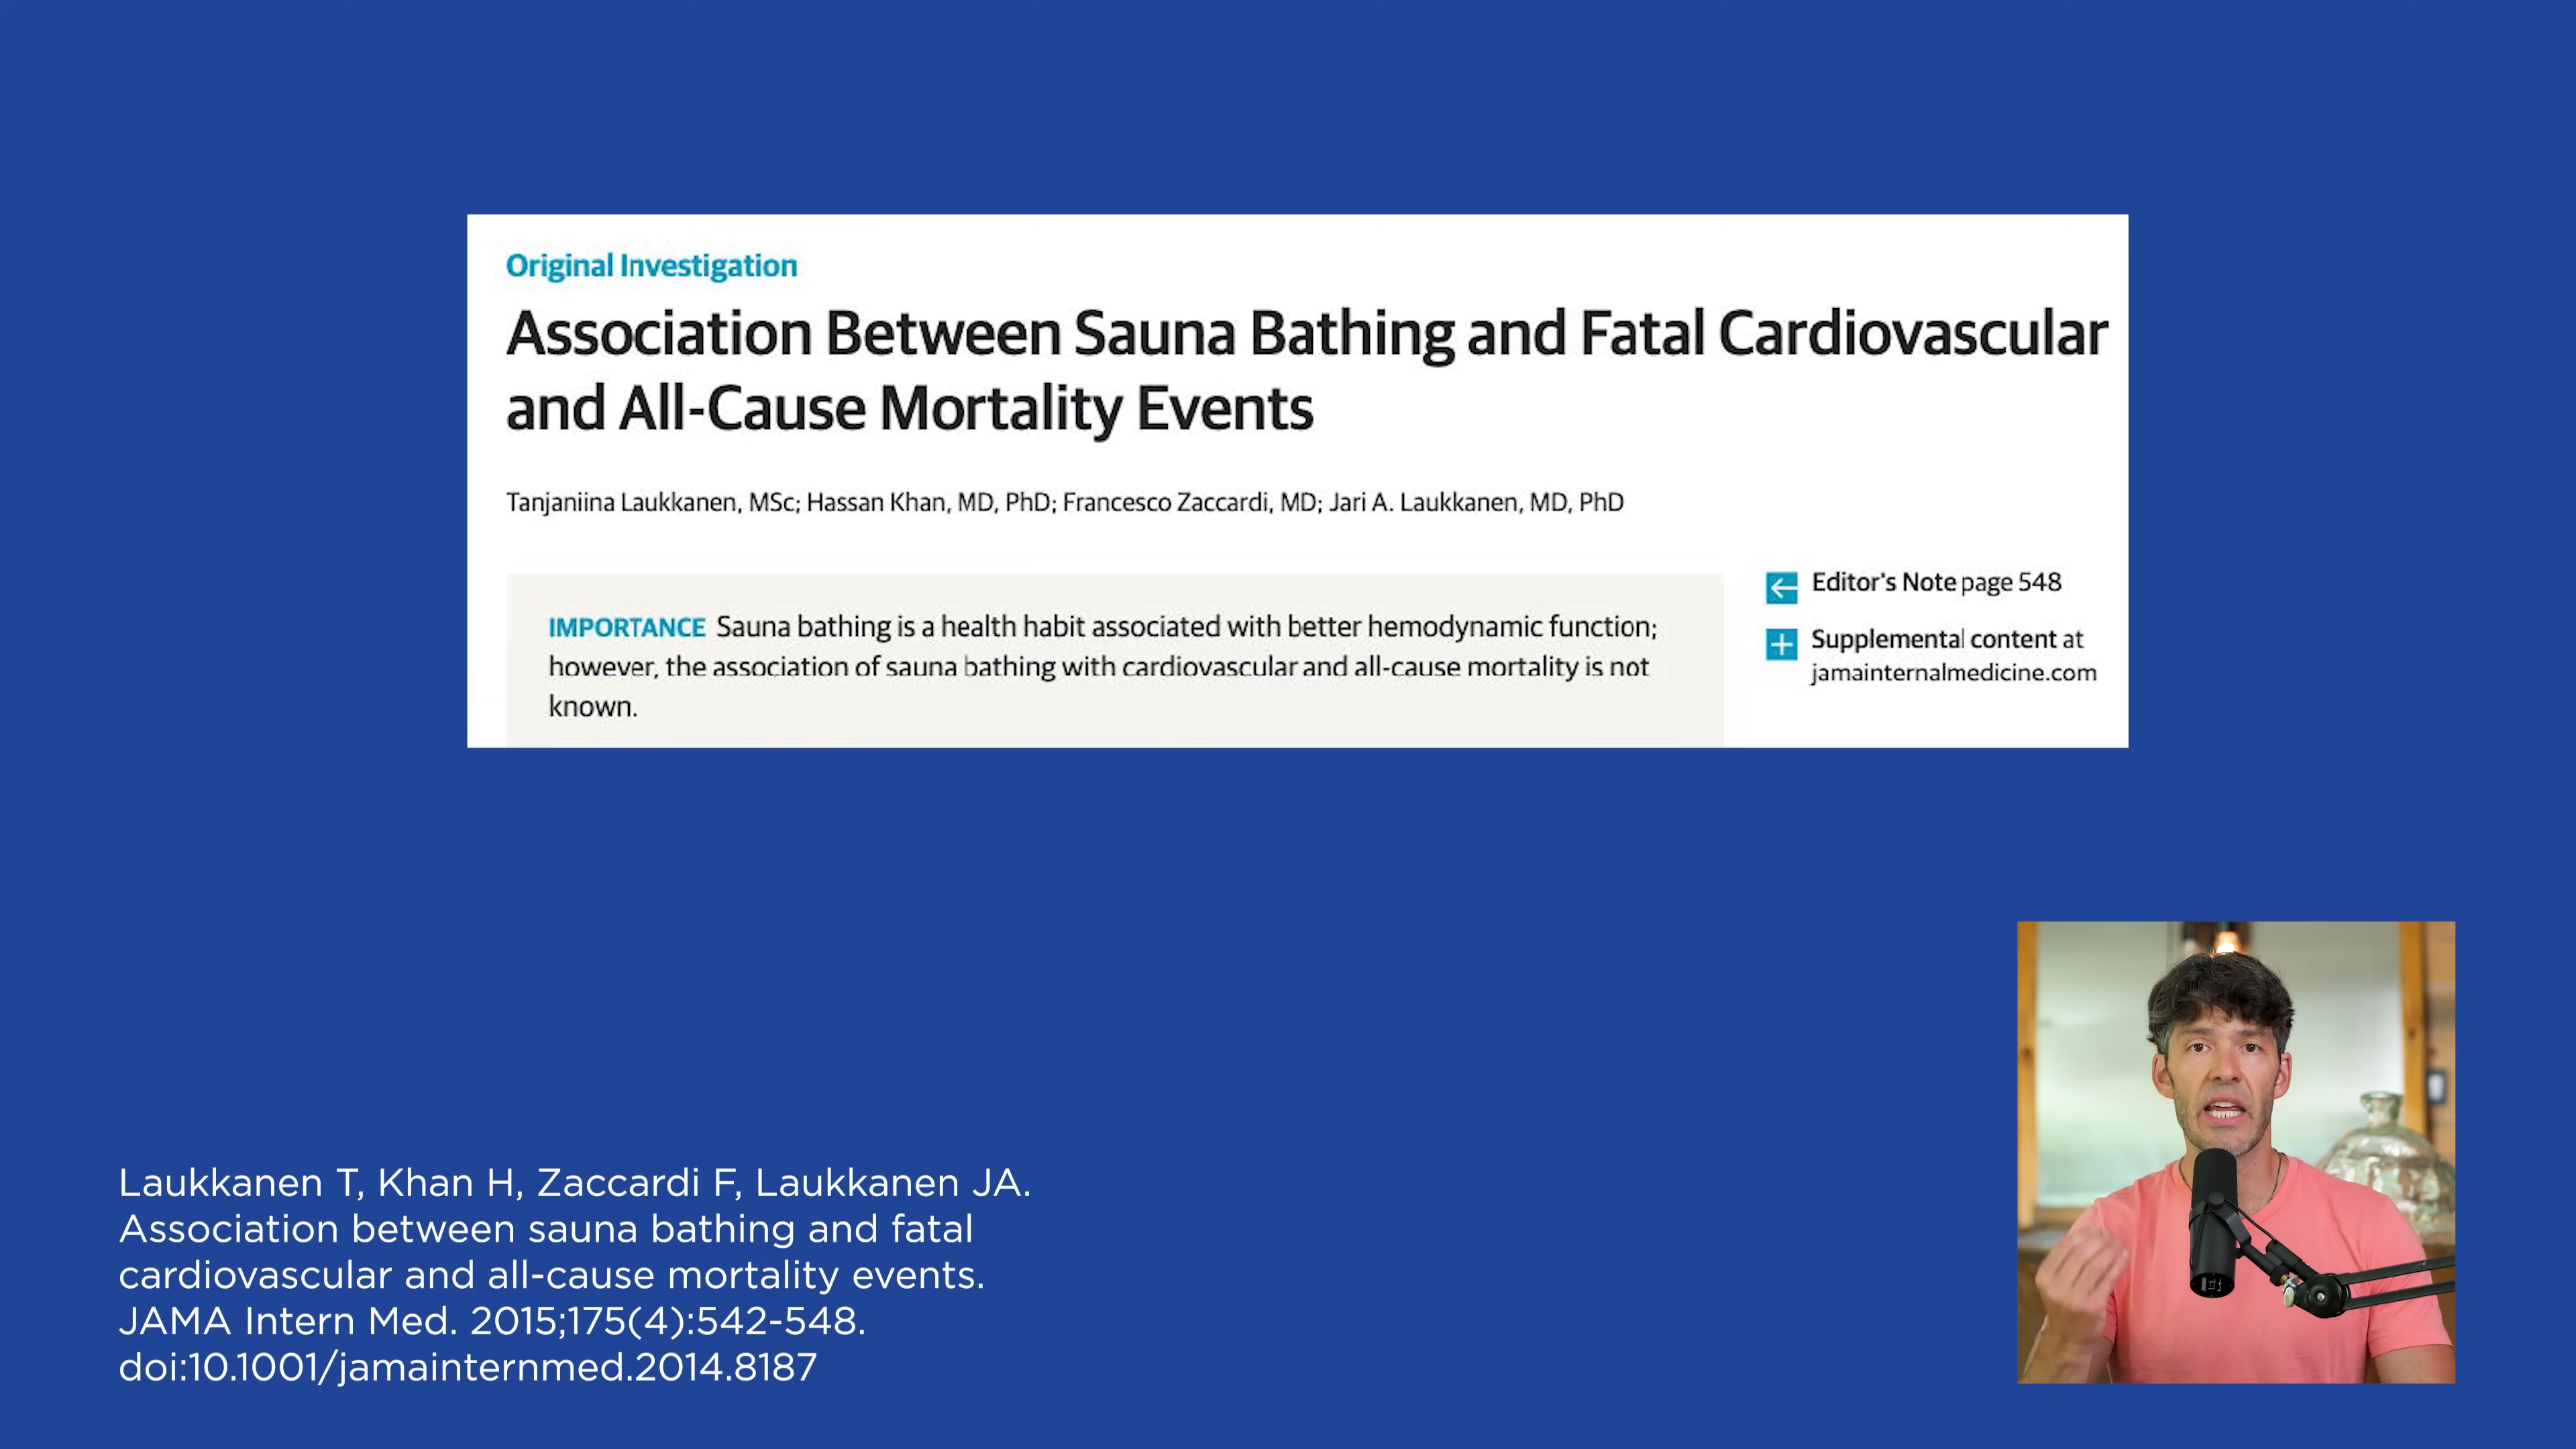 Original Investigation
Association Between Sauna Bathing and Fatal Cardiovascular
and All-Cause Mortality Events
Tanjaniina Laukkanen, MSc; Hassan Khan, MD, PhD; Francesco Zaccardi, MD; Jari A. Laukkanen, MD, PhD
IMPORTANCE Sauna bathing is a health habit associated with better hemodynamic function;
however, the association of sauna bathing with cardiovascular and all-cause mortality is not
known.
Editor's Note page 548
Supplemental content at
jamainternalmedicine.com
Laukkanen T, Khan H, Zaccardi F, Laukkanen JA.
Association between sauna bathing and fatal
cardiovascular and all-cause mortality events.
JAMA Intern Med. 2015;175(4):542-548.
doi:10.1001/jamainternmed.2014.8187